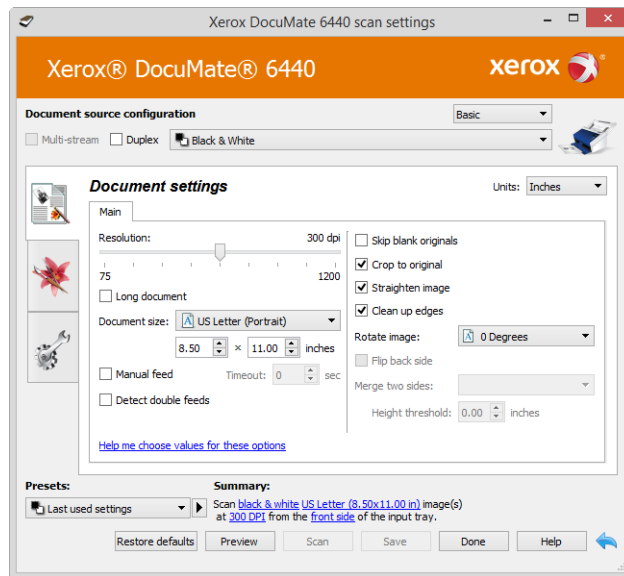 Xerox DocuMate 6440 scan settings
Xerox® DocuMate® 6440
xerox
Document source configuration
Basic
Multi-stream
Duplex
Black & White
Document settings
Units: Inches
Main
Resolution: 300 dpi
75 1200
Long document
Document size: US Letter (Portrait)
8.50 × 11.00 inches
Manual feed Timeout: 0 sec
Detect double feeds
Help me choose values for these options
Skip blank originals
Crop to original
Straighten image
Clean up edges
Rotate image: 0 Degrees
Flip back side
Merge two sides:
Height threshold: 0.00 inches
Presets:
Last used settings
Summary:
Scan black & white US Letter (8.50x11.00 in) image(s)
at 300 DPI from the front side of the input tray.
Restore defaults Preview Scan Save Done Help